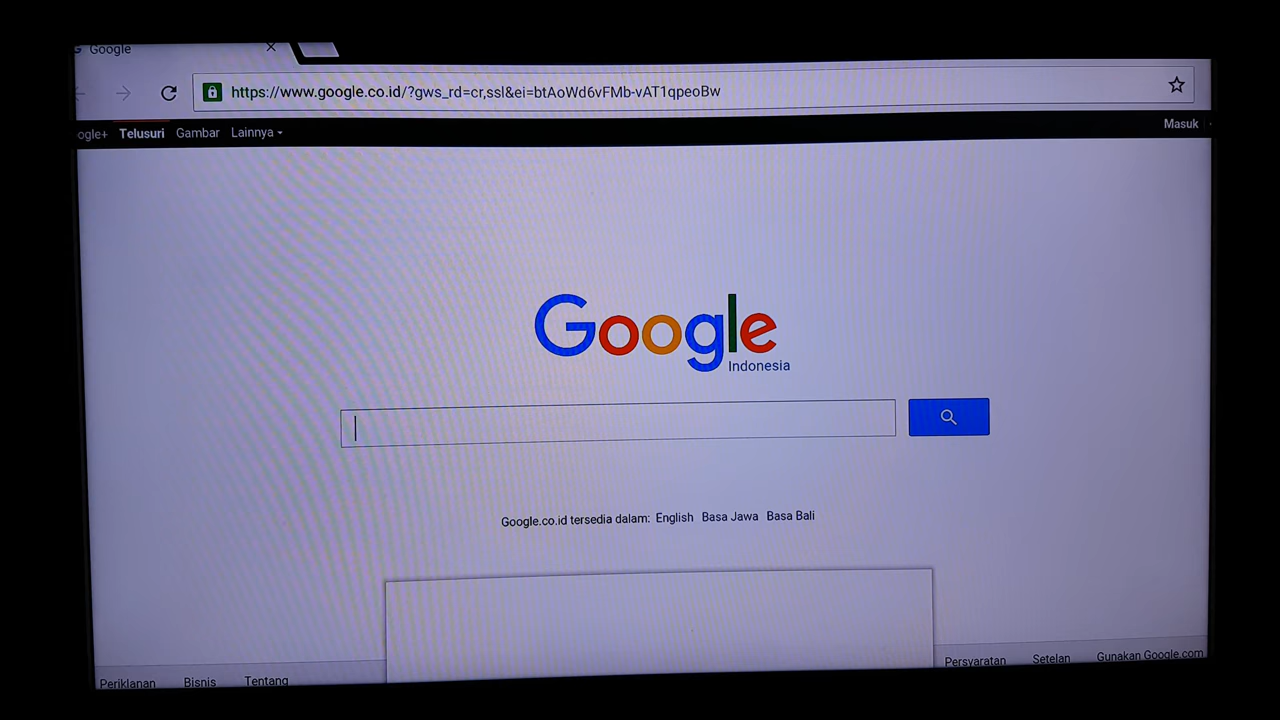 Google
https://www.google.co.id/?gws_rd=cr,ssl&ei=btAoWd6vFMb-vAT1qpeoBw
ogle+ Telusuri Gambar Lainnya Masuk
Google
Indonesia
Google.co.id tersedia dalam: English Basa Jawa Basa Bali
Periklanan Bisnis Tentang Persyaratan Setelan Gunakan Google.com